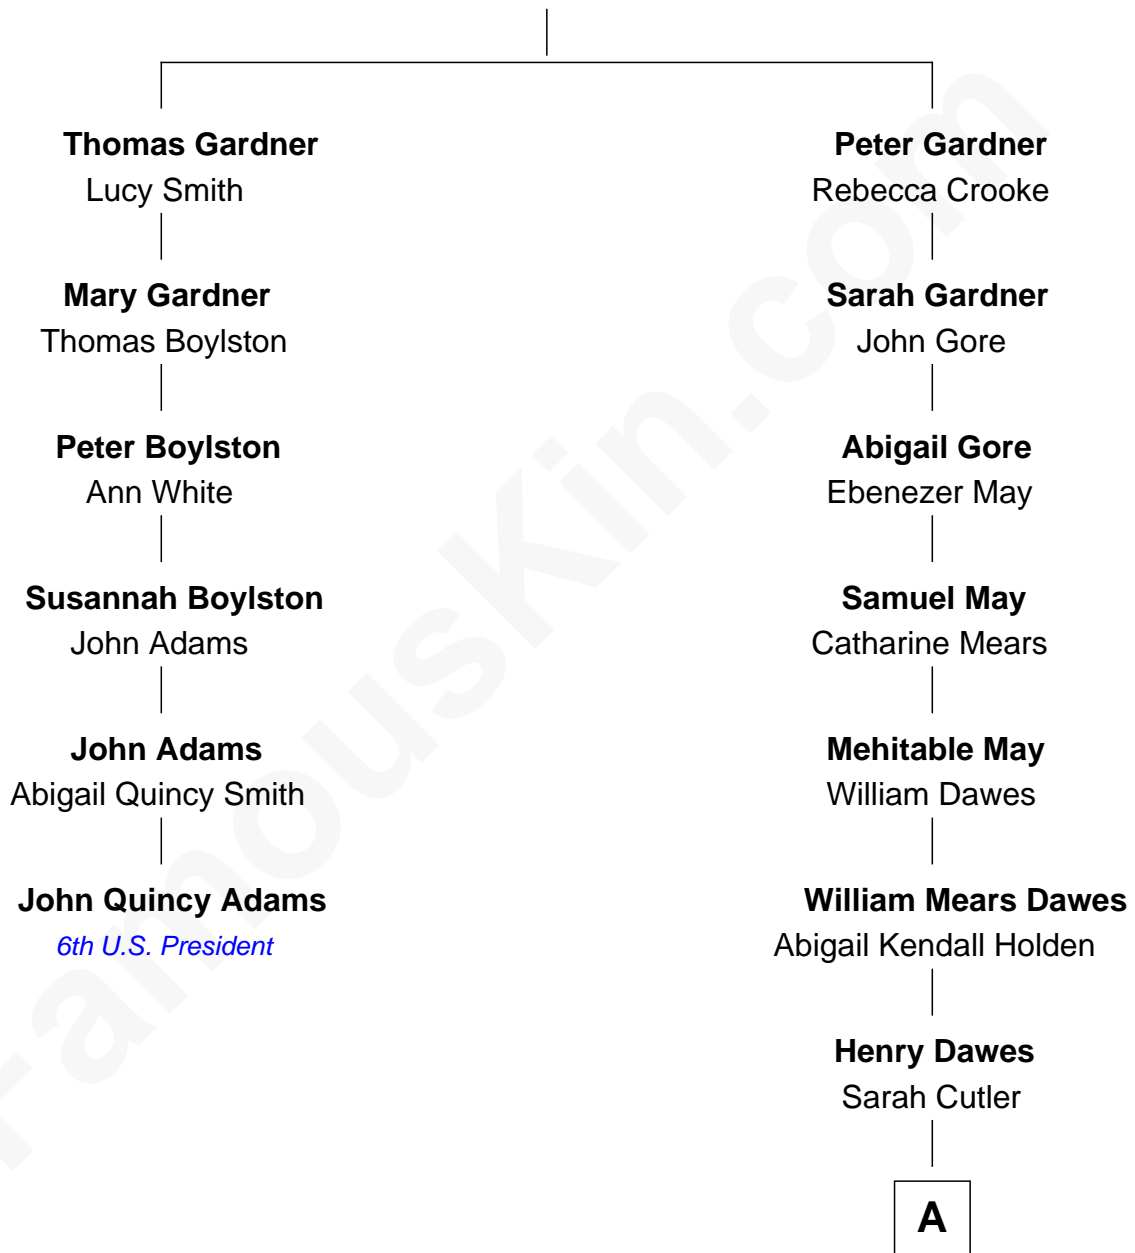 Thomas Gardner
Lucy Smith
Mary Gardner
Thomas Boylston
Peter Boylston
Ann White
Susannah Boylston
John Adams
John Adams
Abigail Quincy Smith
John Quincy Adams
6th U.S. President
Peter Gardner
Rebecca Crooke
Sarah Gardner
John Gore
Abigail Gore
Ebenezer May
Samuel May
Catharine Mears
Mehitable May
William Dawes
William Mears Dawes
Abigail Kendall Holden
Henry Dawes
Sarah Cutler
A
FamousKin.com